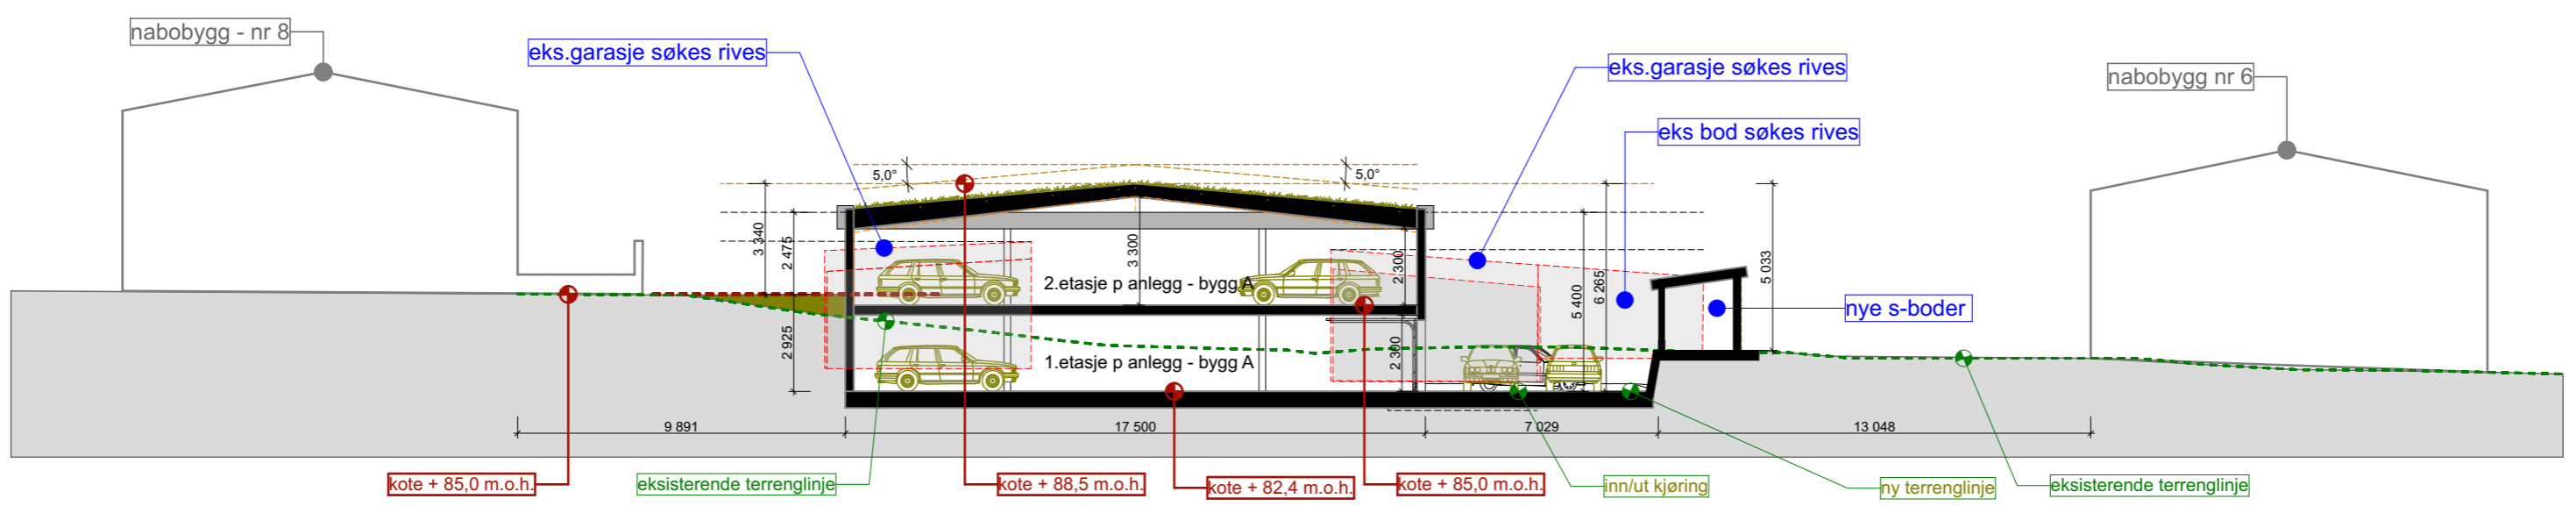 nabobygg - nr 8
eks.garasje søkes rives
eks.garasje søkes rives
nabobygg nr 6
eks bod søkes rives
5,0°
5,0°
3 340
2 475
3 300
2 300
5 400
6 265
5 033
2.etasje p anlegg - bygg A
nye s-boder
2 925
1.etasje p anlegg - bygg A
2 300
9 891
17 500
7 029
13 048
kote + 85,0 m.o.h.
eksisterende terrenglinje
kote + 88,5 m.o.h.
kote + 82,4 m.o.h.
kote + 85,0 m.o.h.
inn/ut kjøring
ny terrenglinje
eksisterende terrenglinje